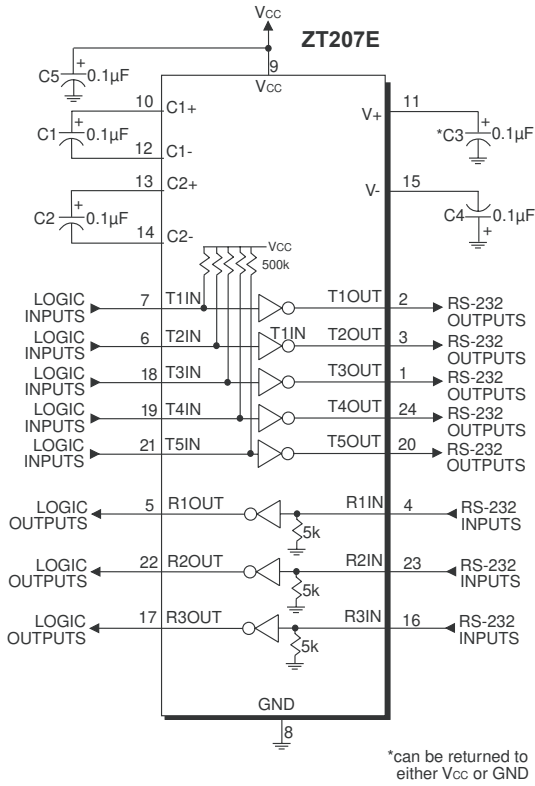 Vcc
ZT207E
9
Vcc
C5 + 0.1µF
10 C1+
C1 + 0.1µF
12 C1-
13 C2+
C2 + 0.1µF
14 C2-
V+ 11
*C3 + 0.1µF
V- 15
C4 0.1µF
+
Vcc
500k
LOGIC INPUTS 7 T1IN T1OUT 2 RS-232 OUTPUTS
LOGIC INPUTS 6 T2IN T1IN T2OUT 3 RS-232 OUTPUTS
LOGIC INPUTS 18 T3IN T3OUT 1 RS-232 OUTPUTS
LOGIC INPUTS 19 T4IN T4OUT 24 RS-232 OUTPUTS
LOGIC INPUTS 21 T5IN T5OUT 20 RS-232 OUTPUTS
LOGIC OUTPUTS 5 R1OUT R1IN 4 RS-232 INPUTS
5k
LOGIC OUTPUTS 22 R2OUT R2IN 23 RS-232 INPUTS
5k
LOGIC OUTPUTS 17 R3OUT R3IN 16 RS-232 INPUTS
5k
GND
8
*can be returned to
either Vcc or GND